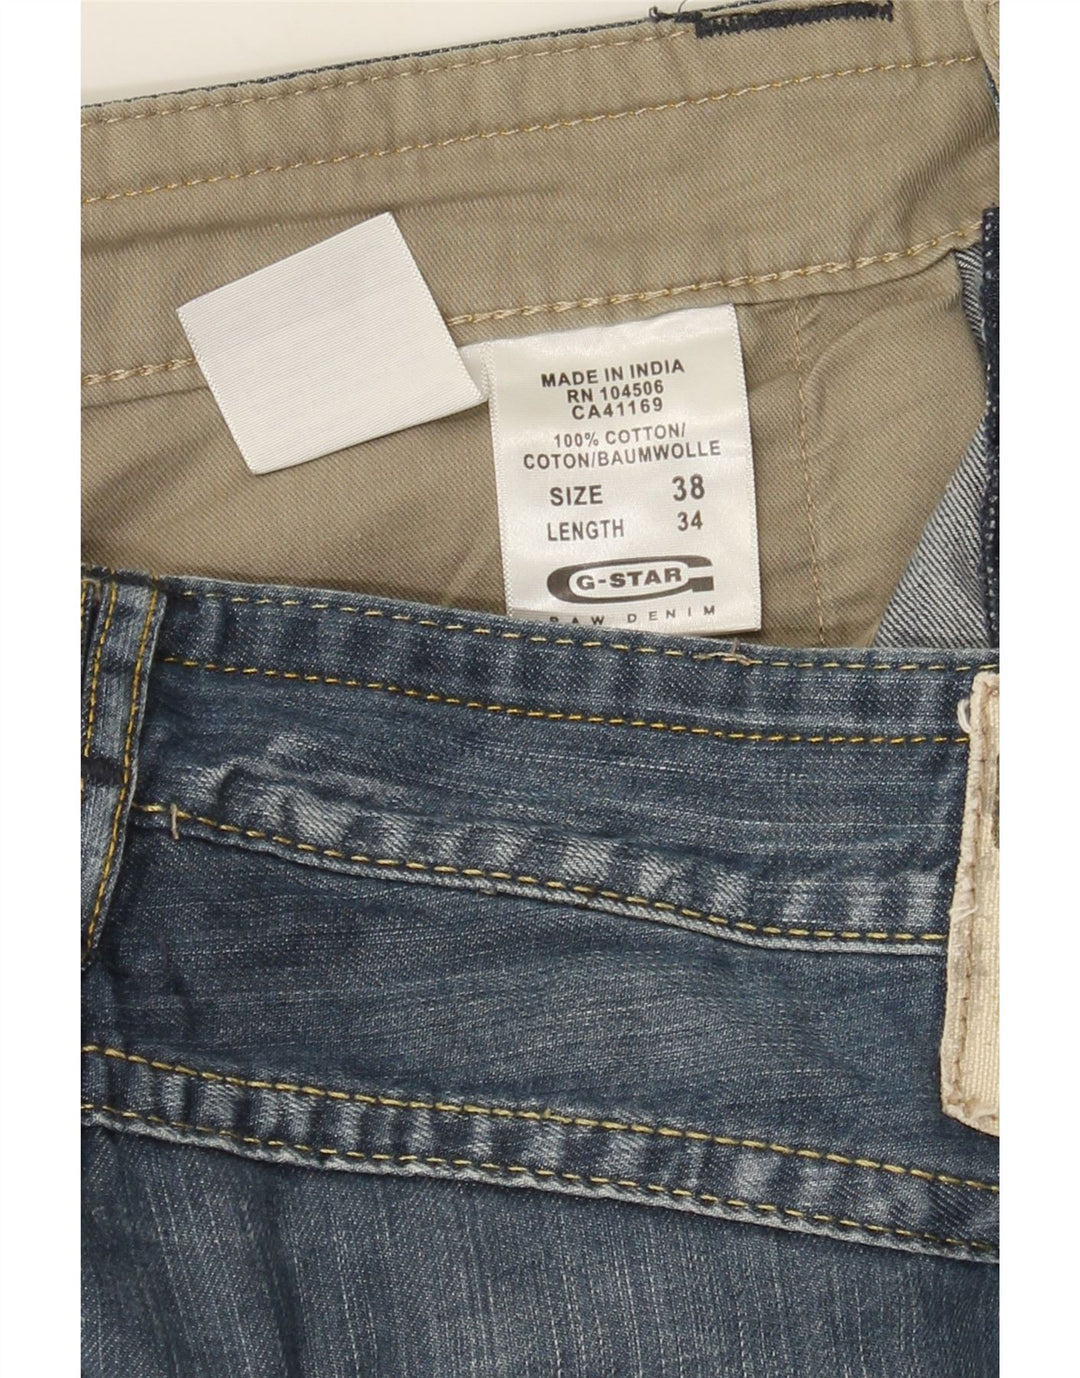 MADE IN INDIA
RN 104506
CA41169
100% COTTON/
COTON/BAUMWOLLE
SIZE 38
LENGTH 34
G-STAR
RAW DENIM